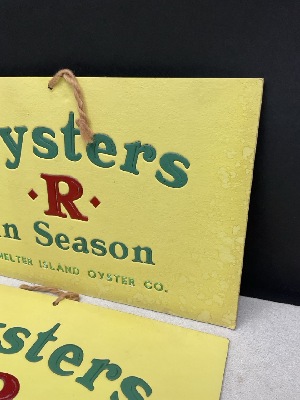 ysters
R
n Season
HELTER ISLAND OYSTER CO.
ysters
R